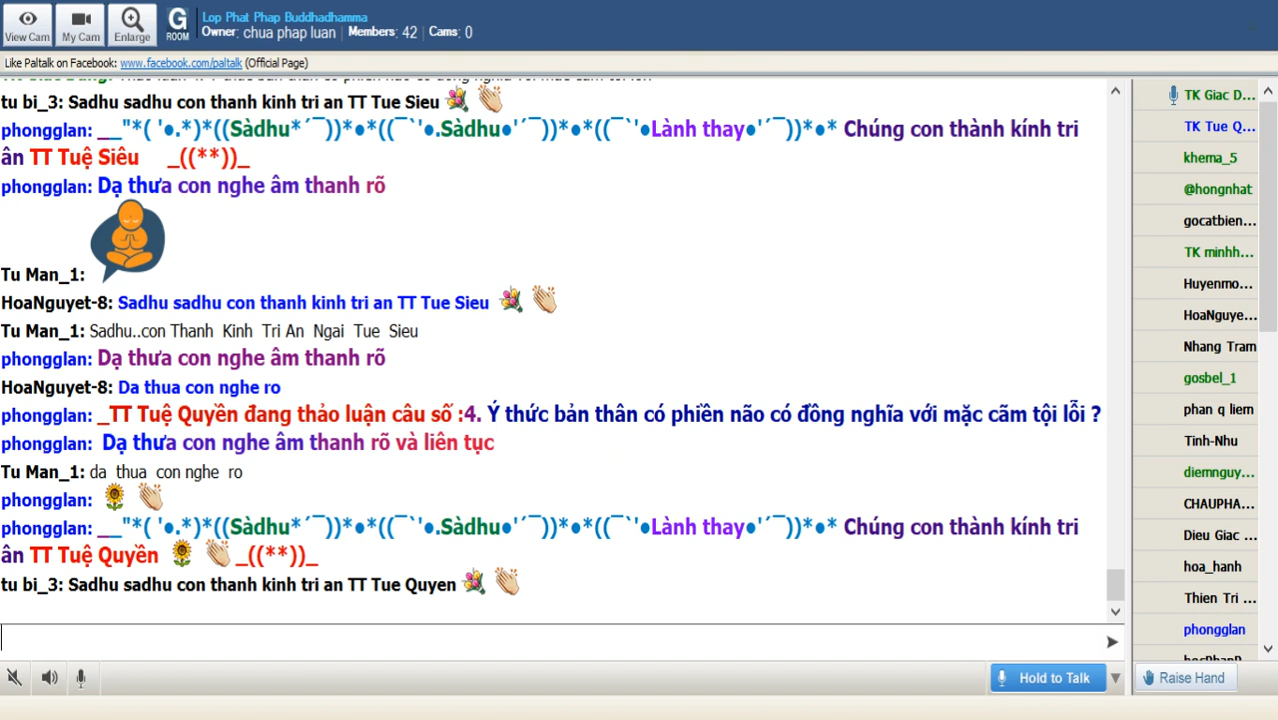 Lop Phat Phap Buddhadhamma
Owner: chua phap luan | Members: 42 | Cams: 0
View Cam
My Cam
Enlarge
G
ROOM
Like Paltalk on Facebook: www.facebook.com/paltalk (Official Page)
tu bi_3: Sadhu sadhu con thanh kinh tri an TT Tue Sieu
phongglan: __"*( '●.*)*((Sàdhu*´¯))*●*((¯`'●.Sàdhu●'´¯))*●*((¯`'●Lành thay●'´¯))*●* Chúng con thành kính tri
ân TT Tuệ Siêu _((**))_
phongglan: Dạ thưa con nghe âm thanh rõ
Tu Man_1:
HoaNguyet-8: Sadhu sadhu con thanh kinh tri an TT Tue Sieu
Tu Man_1: Sadhu..con Thanh Kinh Tri An Ngai Tue Sieu
phongglan: Dạ thưa con nghe âm thanh rõ
HoaNguyet-8: Da thua con nghe ro
phongglan: _TT Tuệ Quyền đang thảo luận câu số :4. Ý thức bản thân có phiền não có đồng nghĩa với mặc cãm tội lỗi ?
phongglan: Dạ thưa con nghe âm thanh rõ và liên tục
Tu Man_1: da thua con nghe ro
phongglan:
phongglan: __"*( '●.*)*((Sàdhu*´¯))*●*((¯`'●.Sàdhu●'´¯))*●*((¯`'●Lành thay●'´¯))*●* Chúng con thành kính tri
ân TT Tuệ Quyền _((**))_
tu bi_3: Sadhu sadhu con thanh kinh tri an TT Tue Quyen
Hold to Talk
TK Giac D...
TK Tue Q...
khema_5
@hongnhat
gocatbien...
TK minhh...
Huyenmo...
HoaNguye...
Nhang Tram
gosbel_1
phan q liem
Tinh-Nhu
diemnguy...
CHAUPHA...
Dieu Giac ...
hoa_hanh
Thien Tri ...
phongglan
Raise Hand